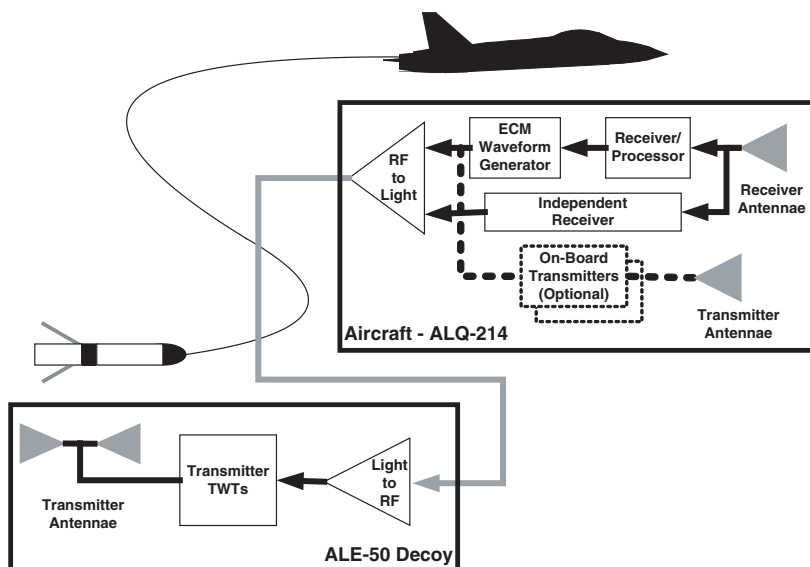 RF
to
Light
ECM
Waveform
Generator
Receiver/
Processor
Receiver
Antennae
Independent
Receiver
On-Board
Transmitters
(Optional)
Transmitter
Antennae
Aircraft - ALQ-214
Transmitter
Antennae
Transmitter
TWTs
Light
to
RF
ALE-50 Decoy